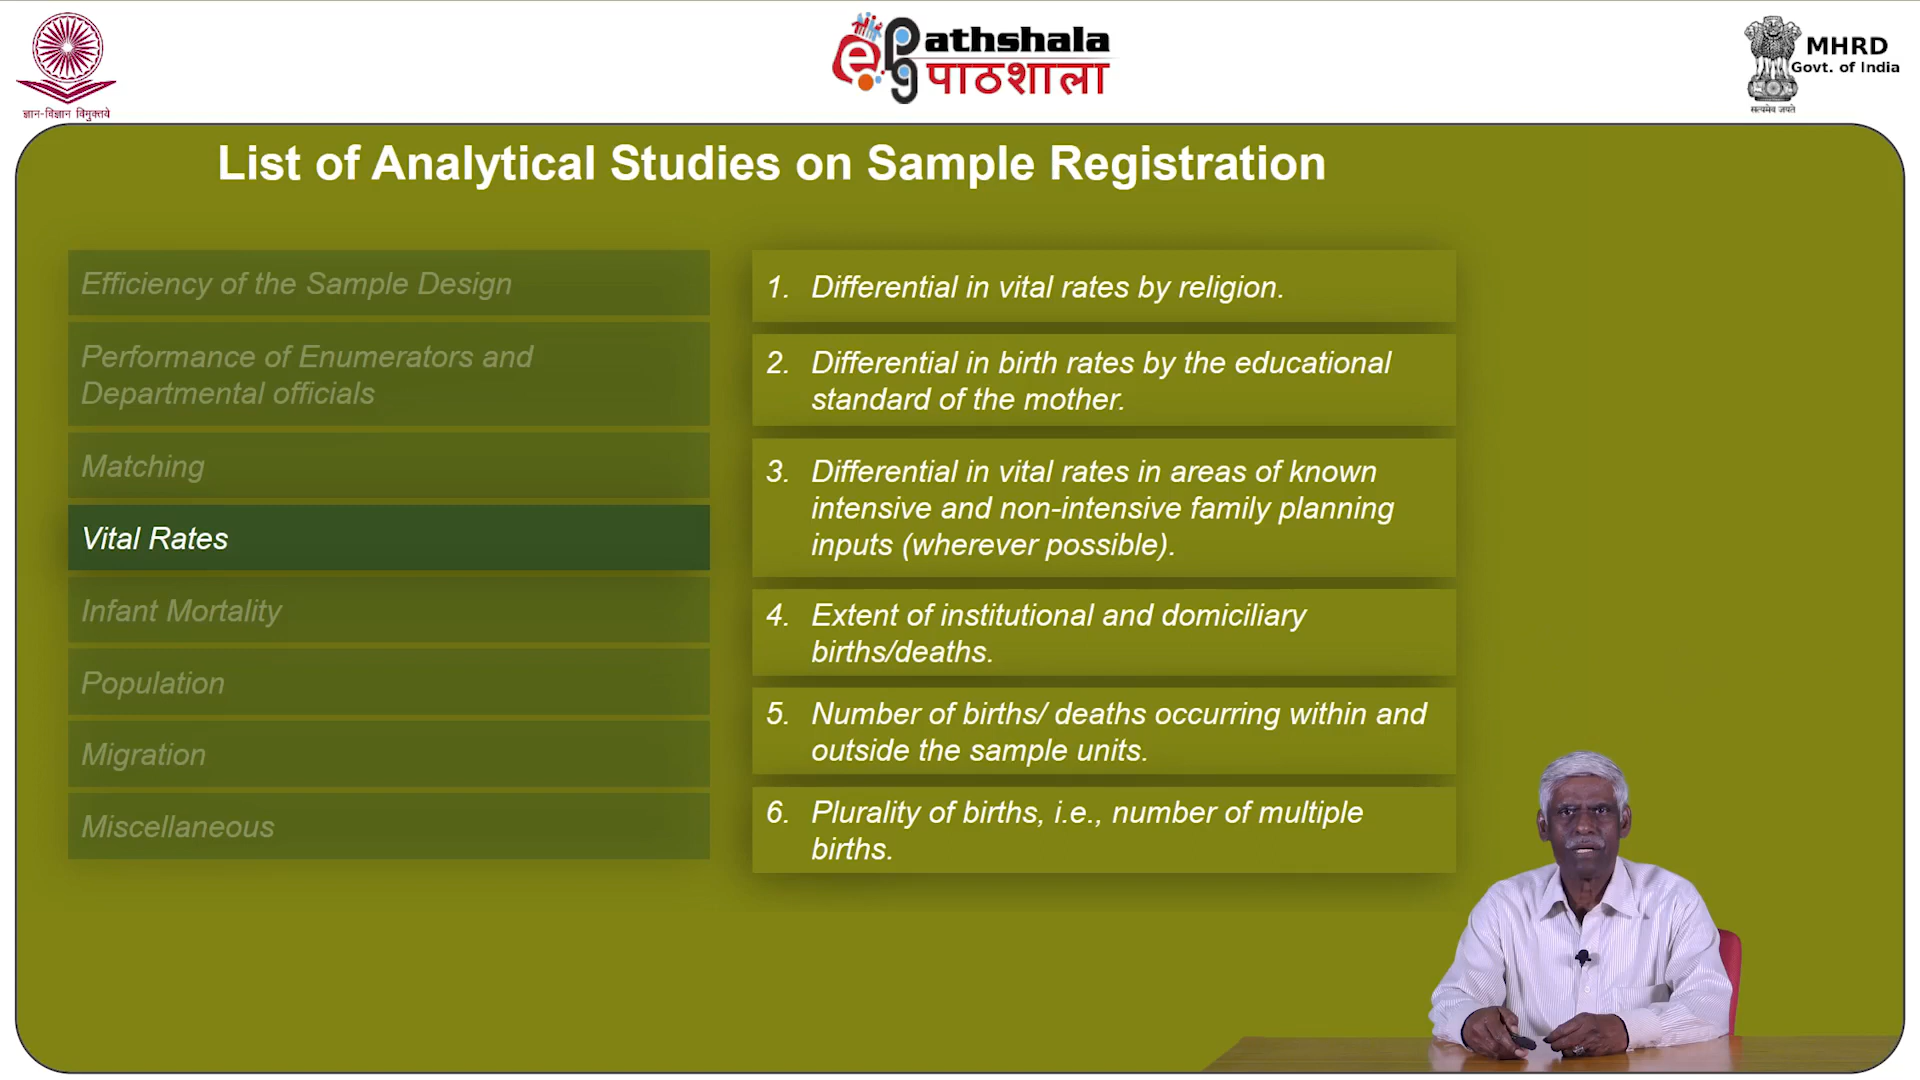 ज्ञान-विज्ञान विमुक्तये
ePG athshala
पाठशाला
MHRD
Govt. of India
सत्यमेव जयते
List of Analytical Studies on Sample Registration
Efficiency of the Sample Design
Performance of Enumerators and
Departmental officials
Matching
Vital Rates
Infant Mortality
Population
Migration
Miscellaneous
1. Differential in vital rates by religion.
2. Differential in birth rates by the educational
standard of the mother.
3. Differential in vital rates in areas of known
intensive and non-intensive family planning
inputs (wherever possible).
4. Extent of institutional and domiciliary
births/deaths.
5. Number of births/ deaths occurring within and
outside the sample units.
6. Plurality of births, i.e., number of multiple
births.